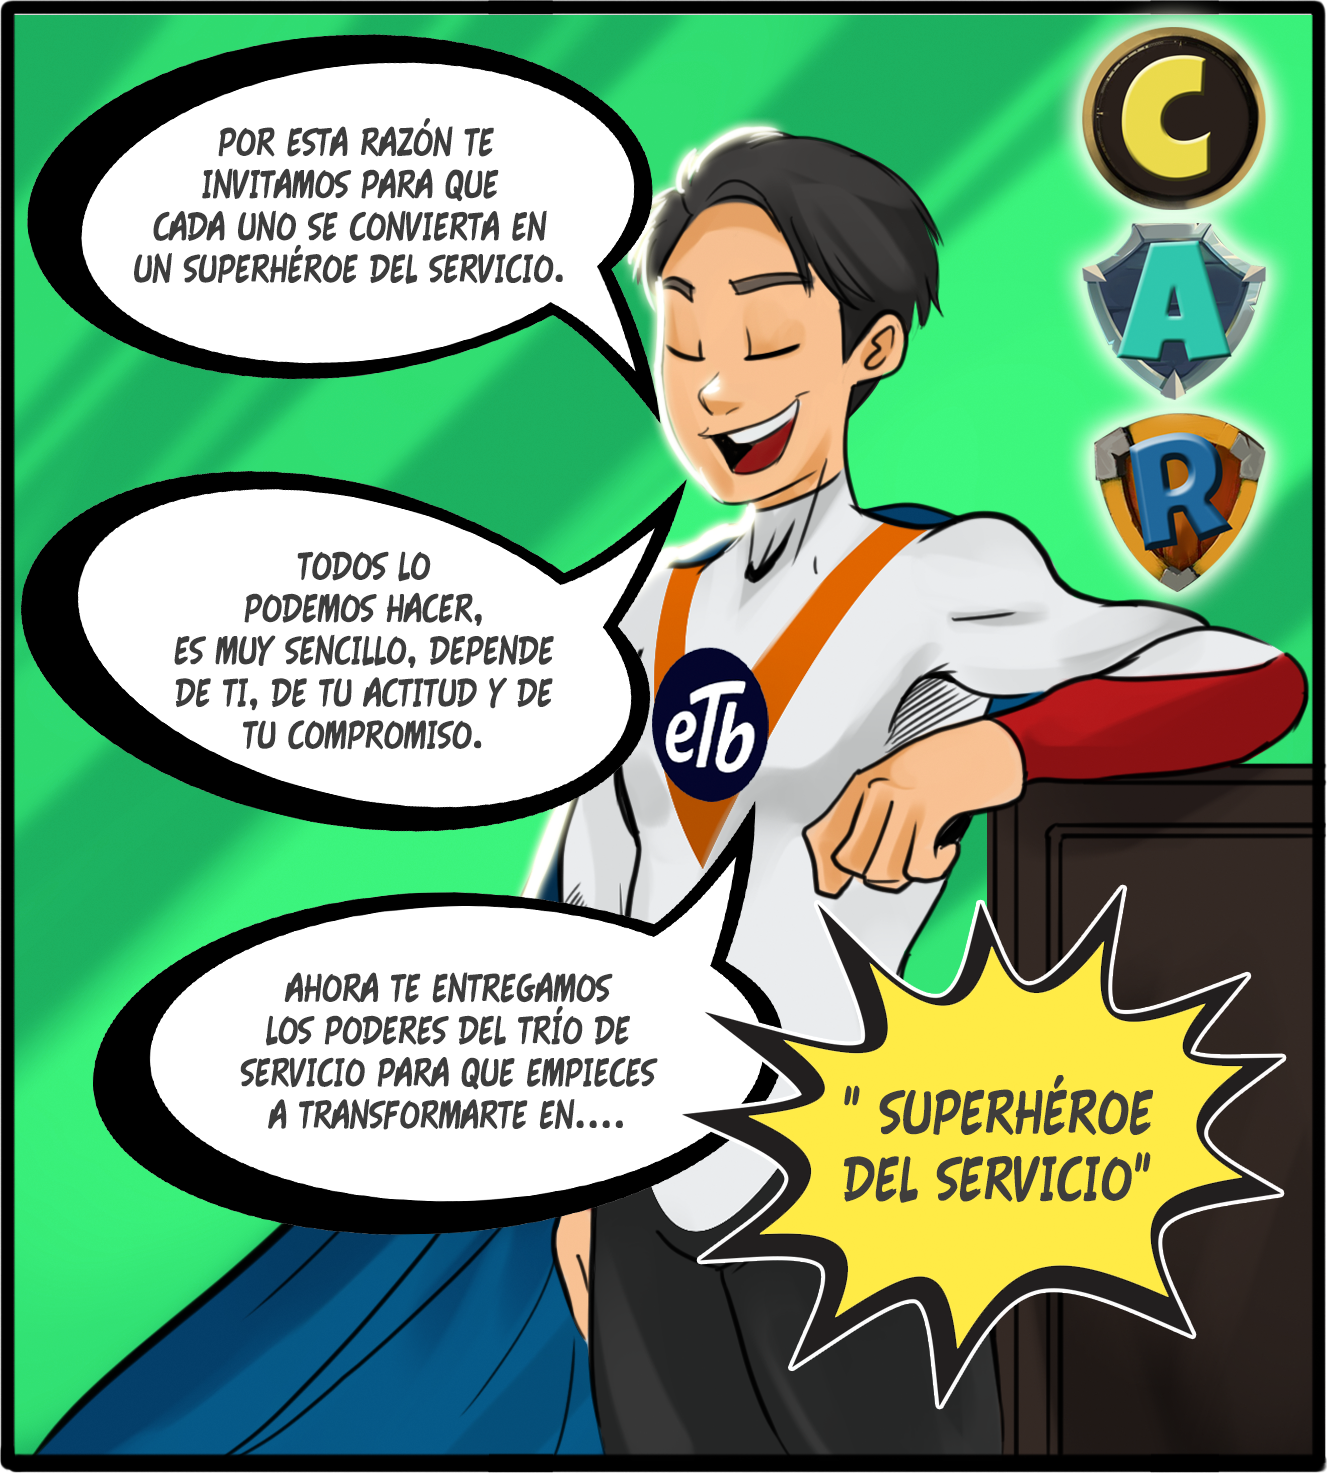 POR ESTA RAZÓN TE
INVITAMOS PARA QUE
CADA UNO SE CONVIERTA EN
UN SUPERHÉROE DEL SERVICIO.
C
A
R
TODOS LO
PODEMOS HACER,
ES MUY SENCILLO, DEPENDE
DE TI, DE TU ACTITUD Y DE
TU COMPROMISO.
eTb
AHORA TE ENTREGAMOS
LOS PODERES DEL TRÍO DE
SERVICIO PARA QUE EMPIECES
A TRANSFORMARTE EN....
" SUPERHÉROE
DEL SERVICIO"